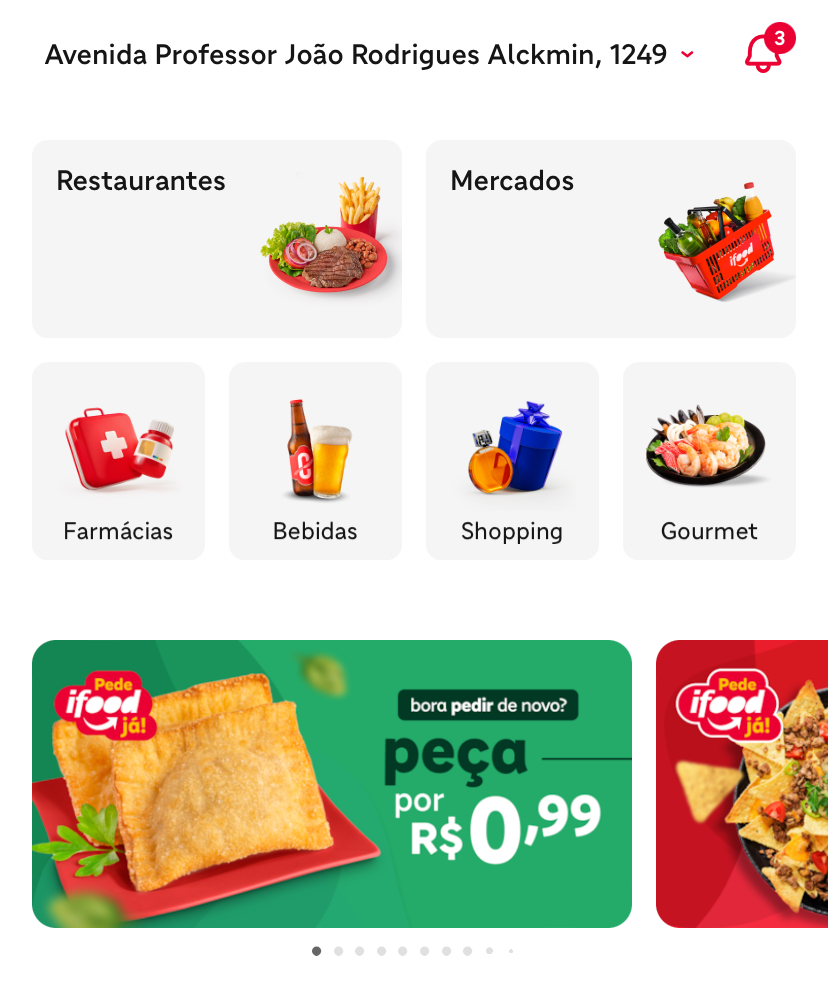 Avenida Professor João Rodrigues Alckmin, 1249
3
Restaurantes
Mercados
ifood
Farmácias
Bebidas
Shopping
Gourmet
Pede
ifood
já!
bora pedir de novo?
peça
por
R$0,99
Pede
ifood
já!